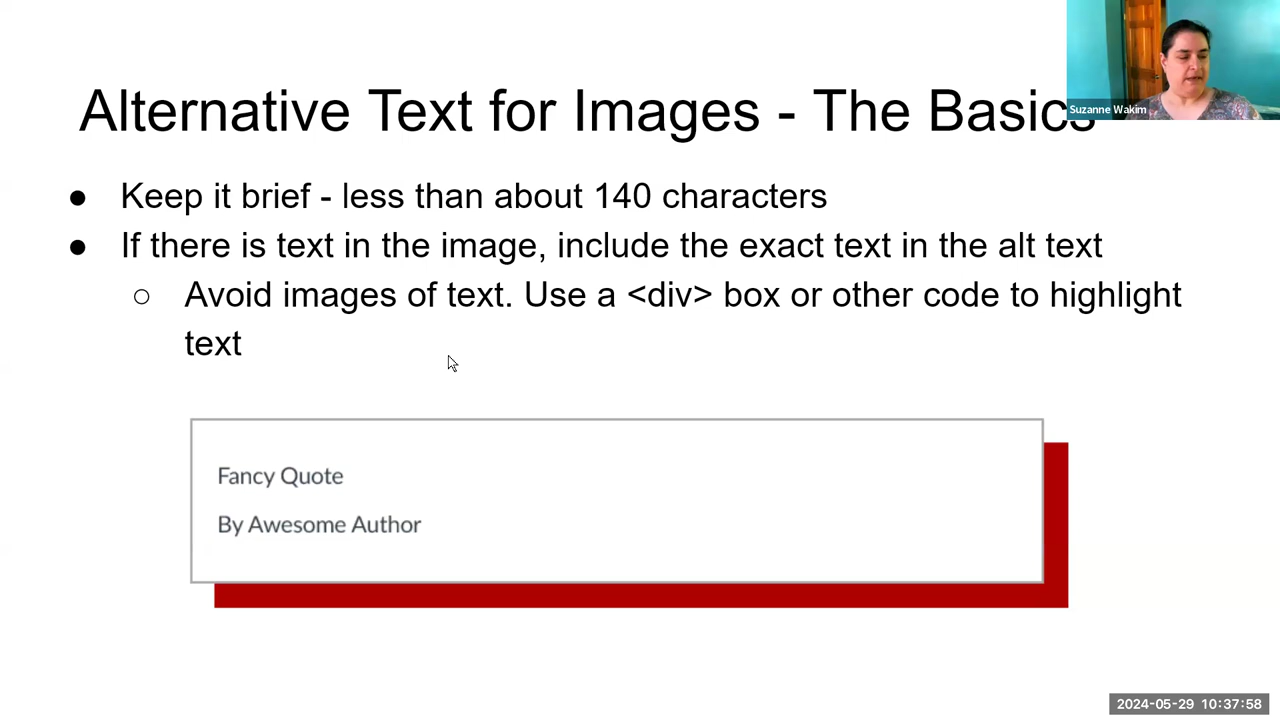 Alternative Text for Images - The Basics
Suzanne Wakim
● Keep it brief - less than about 140 characters
● If there is text in the image, include the exact text in the alt text
○ Avoid images of text. Use a <div> box or other code to highlight
text
Fancy Quote
By Awesome Author
2024-05-29 10:37:58